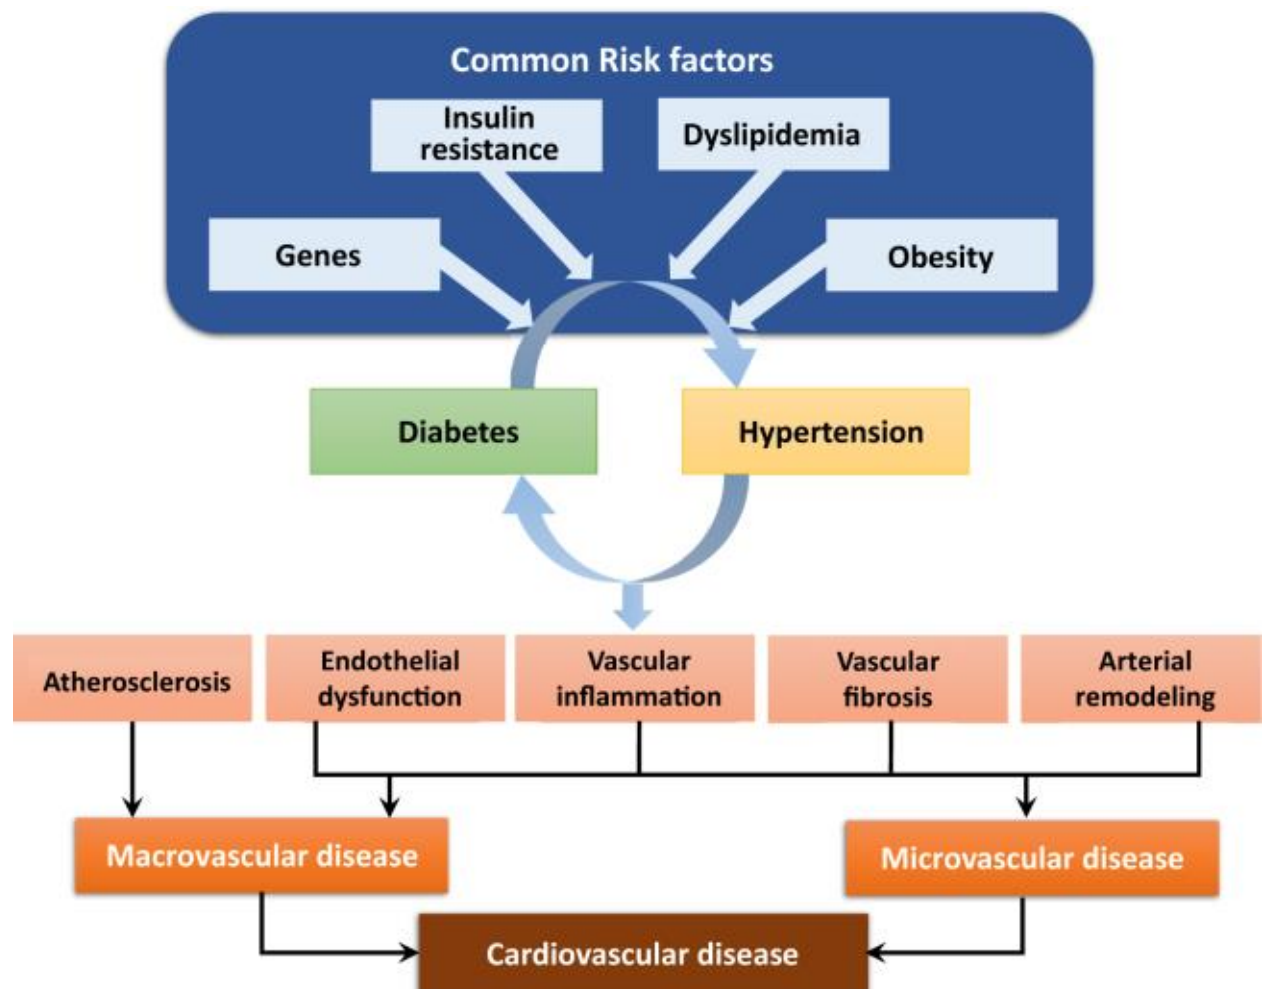 Common Risk factors
Insulin
resistance
Dyslipidemia
Genes
Obesity
Diabetes
Hypertension
Atherosclerosis
Endothelial
dysfunction
Vascular
inflammation
Vascular
fibrosis
Arterial
remodeling
Macrovascular disease
Microvascular disease
Cardiovascular disease